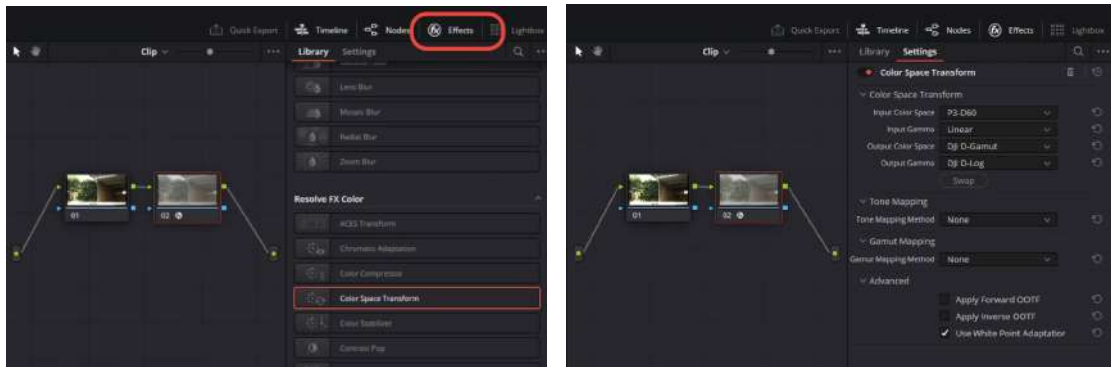 Quick Export Timeline Nodes Effects Lightbox
Clip Library Settings
Lens Blur
Mosaic Blur
Radial Blur
Zoom Blur
Resolve FX Color
ACES Transform
Chromatic Adaptation
Color Compressor
Color Space Transform
Color Stabilizer
Contrast Pop
01 02
Quick Export Timeline Nodes Effects Lightbox
Clip Library Settings
Color Space Transform
Color Space Transform
Input Color Space P3-D60
Input Gamma Linear
Output Color Space DJI D-Gamut
Output Gamma DJI D-Log
Swap
Tone Mapping
Tone Mapping Method None
Gamut Mapping
Gamut Mapping Method None
Advanced
Apply Forward OOTF
Apply Inverse OOTF
Use White Point Adaptation
01 02